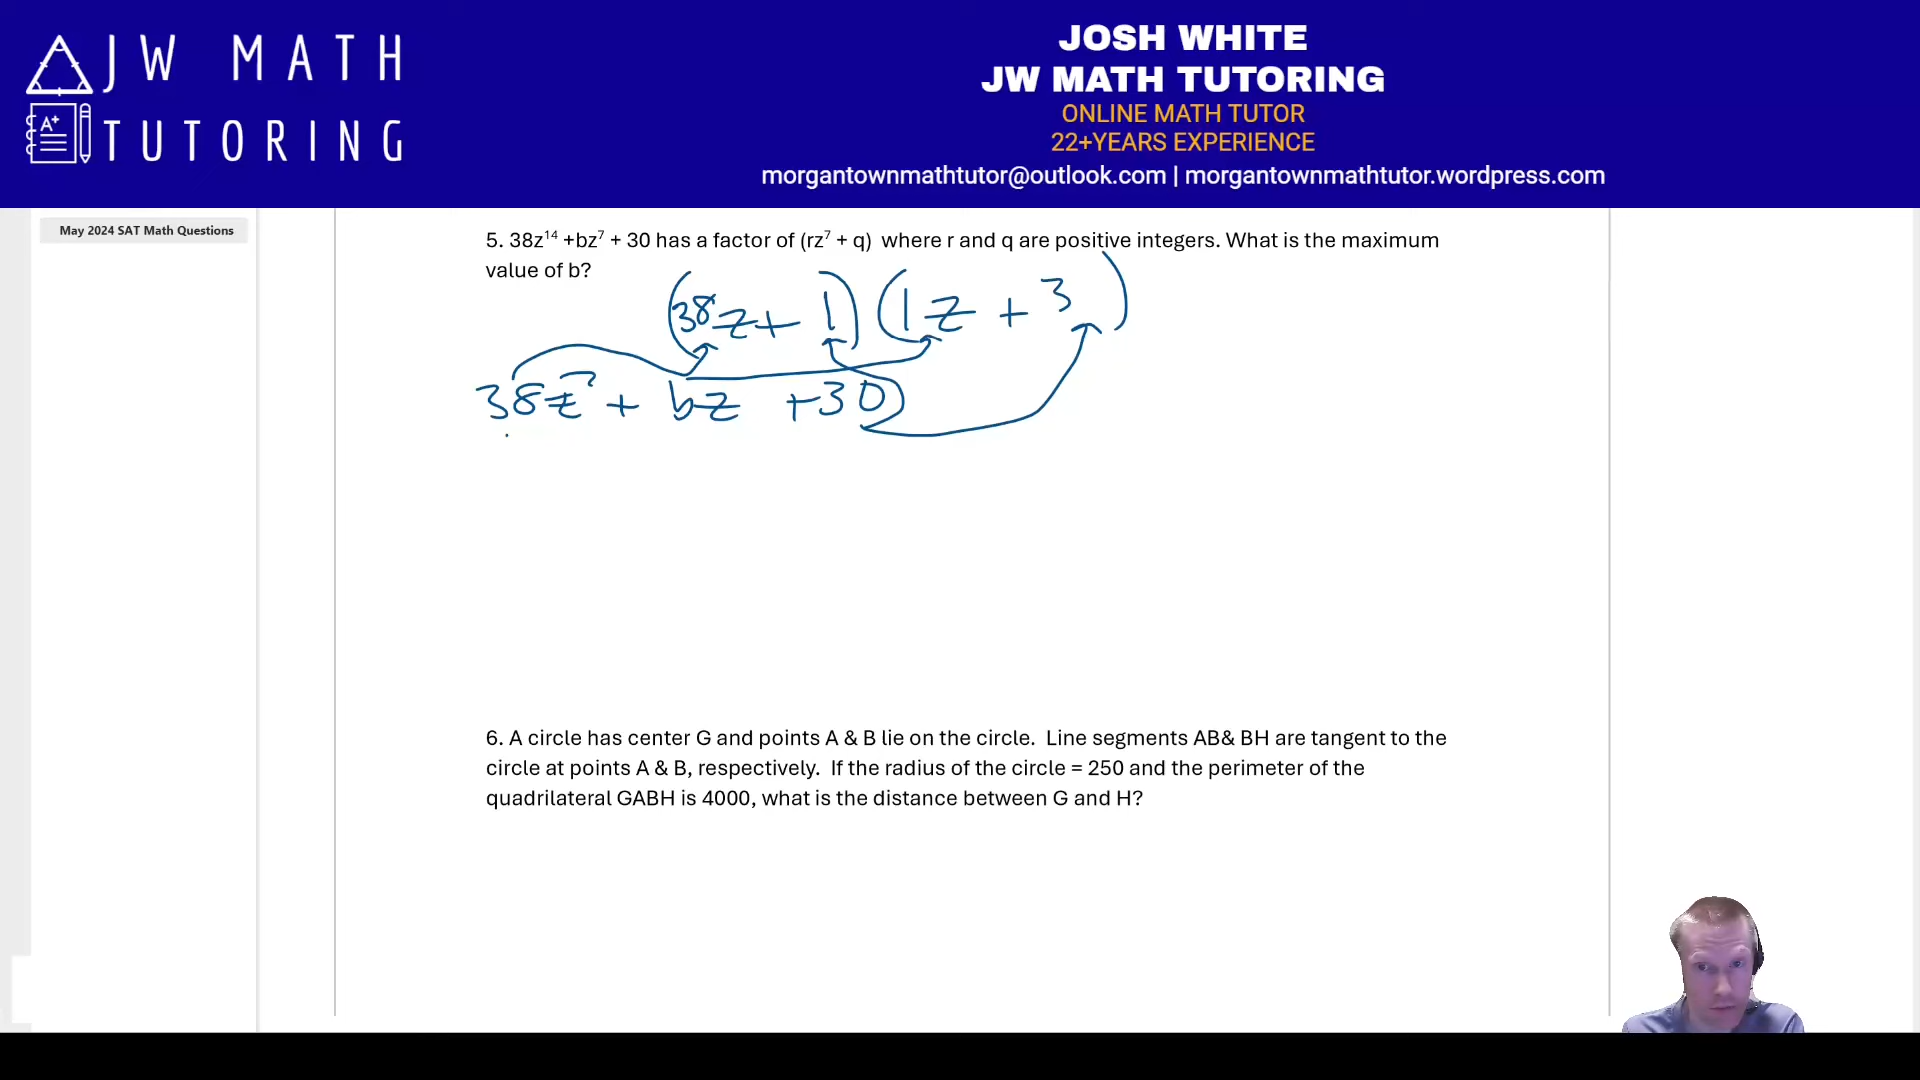 JW MATH
TUTORING
A+
JOSH WHITE
JW MATH TUTORING
ONLINE MATH TUTOR
22+YEARS EXPERIENCE
morgantownmathtutor@outlook.com | morgantownmathtutor.wordpress.com
May 2024 SAT Math Questions
5. 38z¹⁴ +bz⁷ + 30 has a factor of (rz⁷ + q) where r and q are positive integers. What is the maximum
value of b?
(38z + 1) (1z + 3 )
38z² + bz + 30
6. A circle has center G and points A & B lie on the circle. Line segments AB& BH are tangent to the
circle at points A & B, respectively. If the radius of the circle = 250 and the perimeter of the
quadrilateral GABH is 4000, what is the distance between G and H?